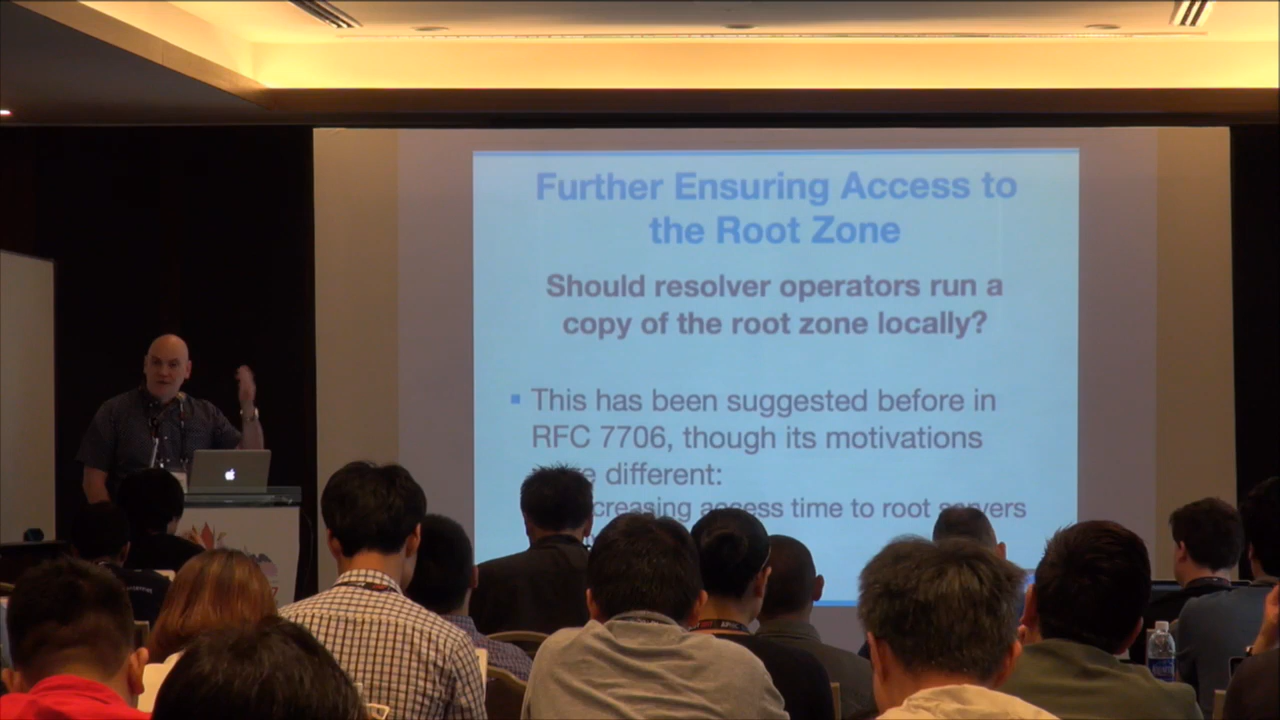 Further Ensuring Access to
the Root Zone
Should resolver operators run a
copy of the root zone locally?
▪ This has been suggested before in
RFC 7706, though its motivations
different:
access time to root servers